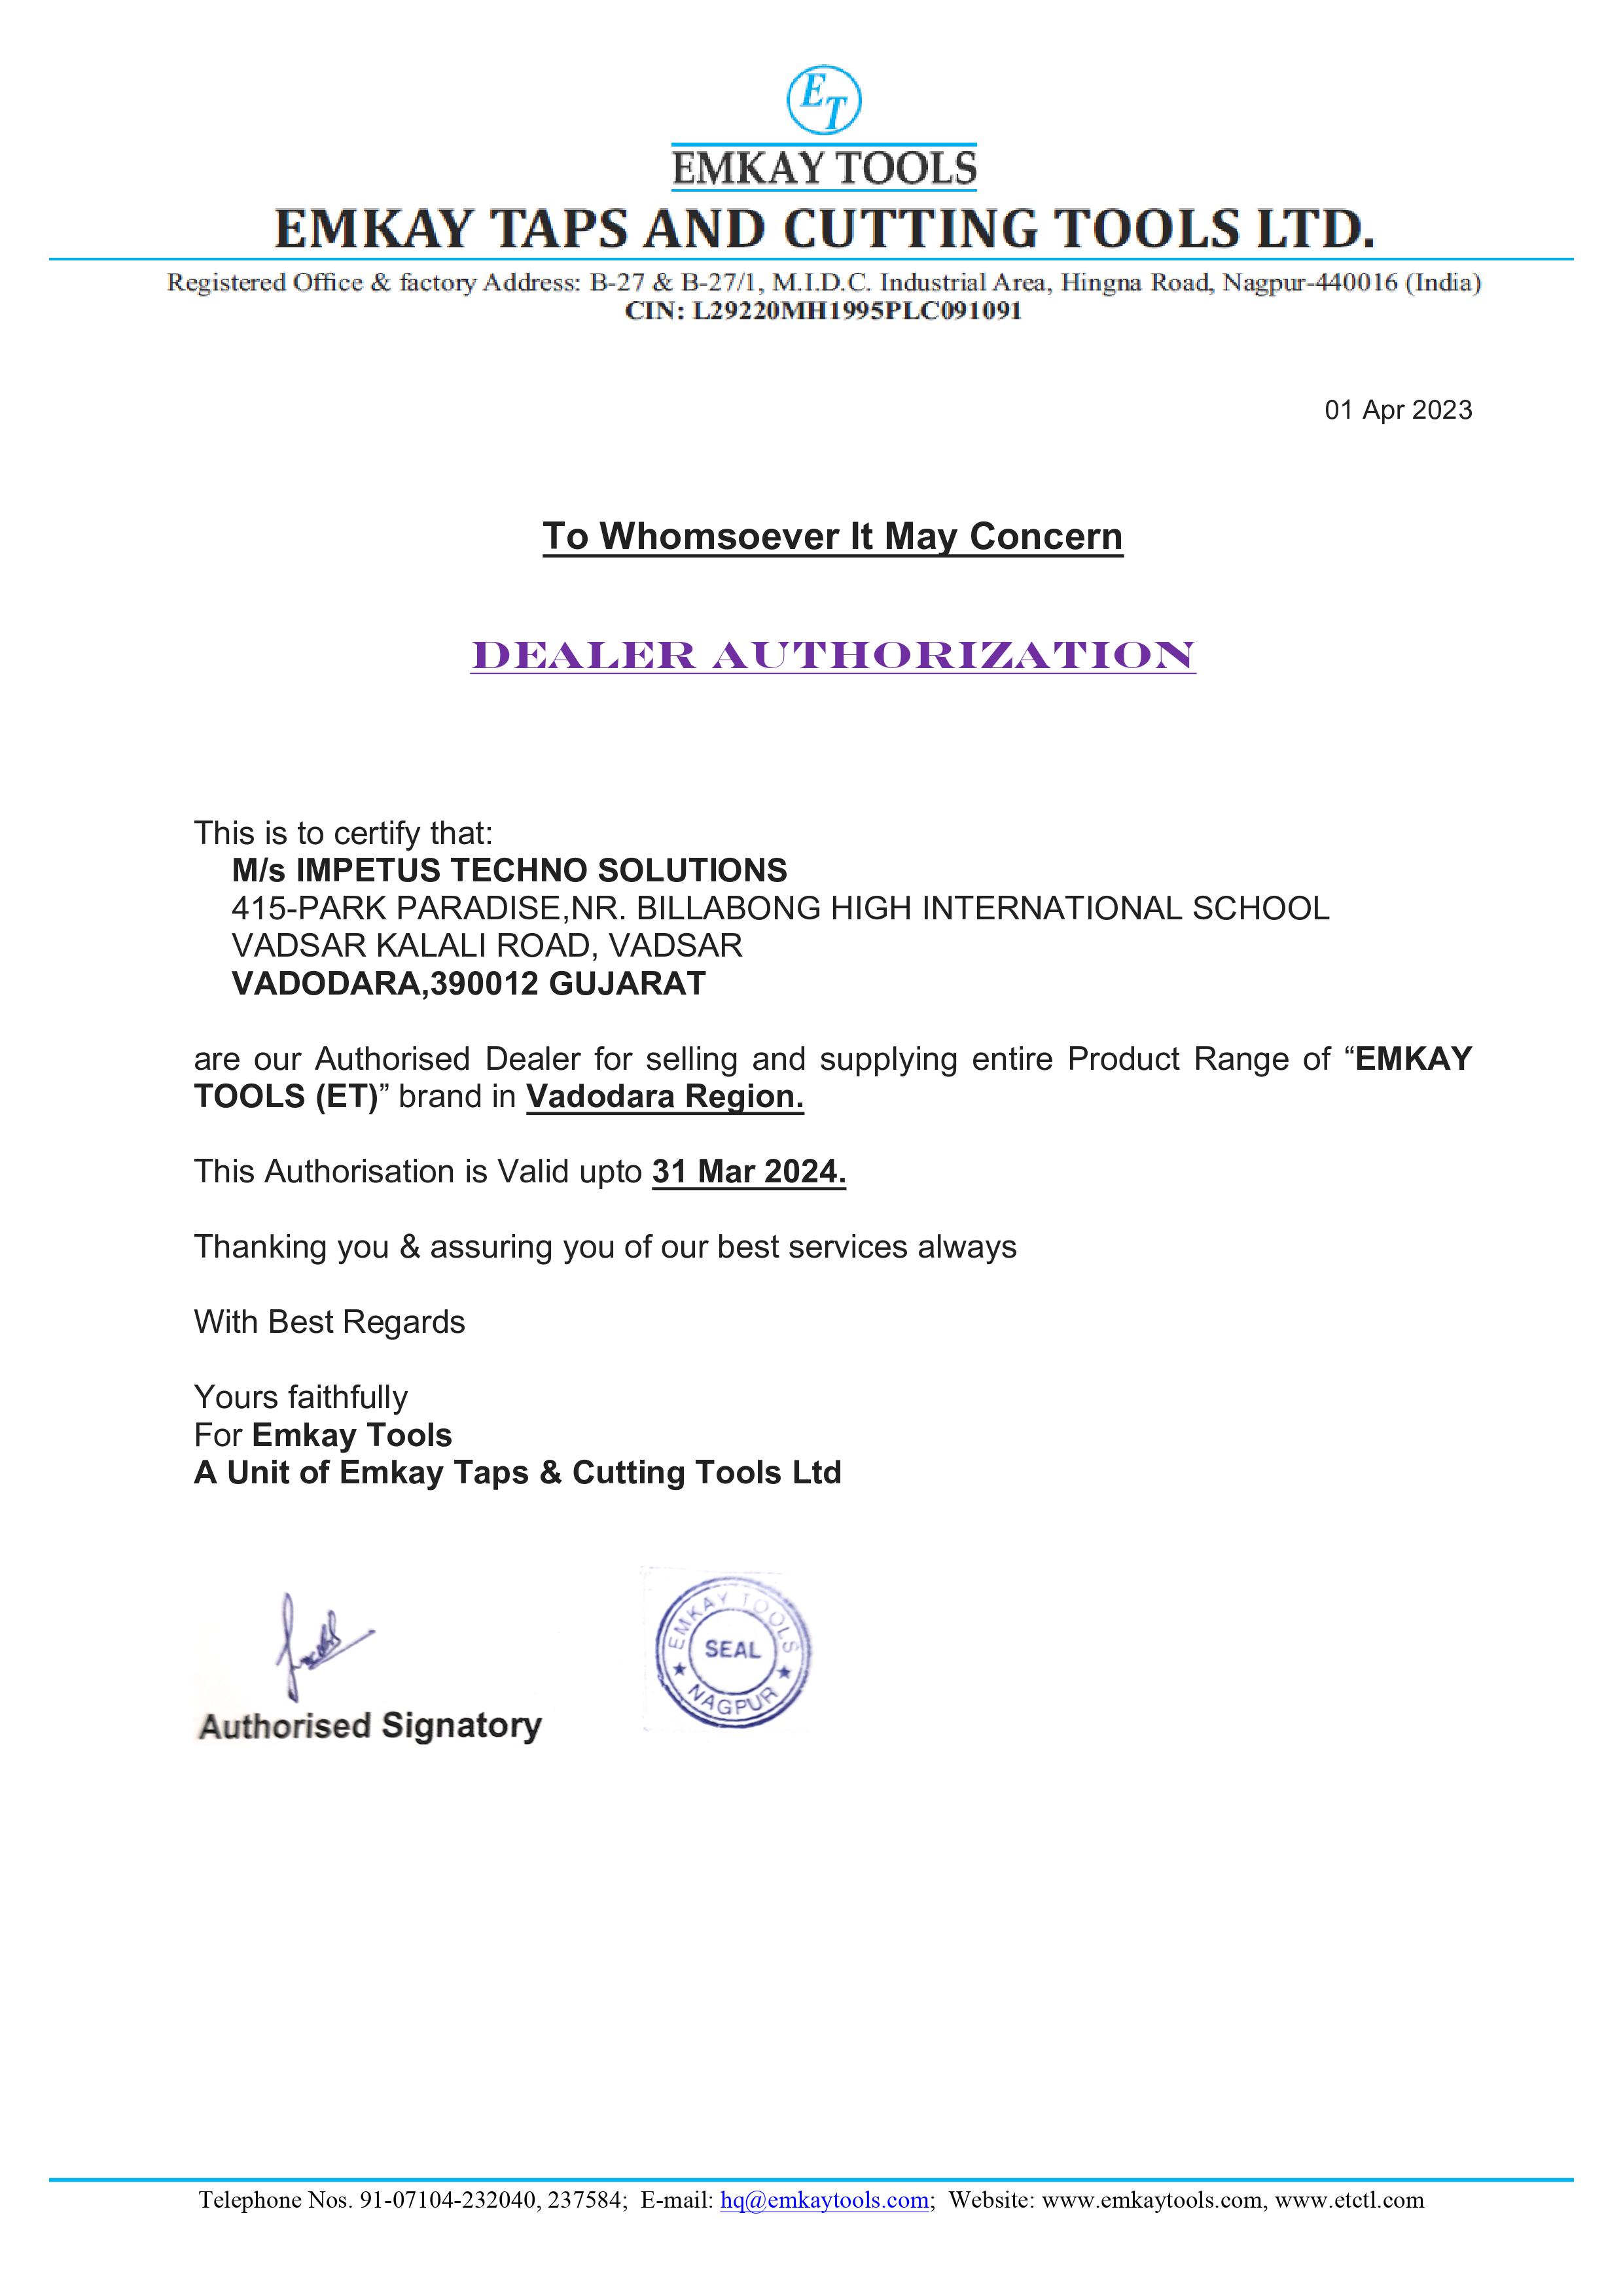 ET
EMKAY TOOLS
EMKAY TAPS AND CUTTING TOOLS LTD.
Registered Office & factory Address: B-27 & B-27/1, M.I.D.C. Industrial Area, Hingna Road, Nagpur-440016 (India)
CIN: L29220MH1995PLC091091
01 Apr 2023
To Whomsoever It May Concern
DEALER AUTHORIZATION
This is to certify that:
M/s IMPETUS TECHNO SOLUTIONS
415-PARK PARADISE,NR. BILLABONG HIGH INTERNATIONAL SCHOOL
VADSAR KALALI ROAD, VADSAR
VADODARA,390012 GUJARAT
are our Authorised Dealer for selling and supplying entire Product Range of “EMKAY
TOOLS (ET)” brand in Vadodara Region.
This Authorisation is Valid upto 31 Mar 2024.
Thanking you & assuring you of our best services always
With Best Regards
Yours faithfully
For Emkay Tools
A Unit of Emkay Taps & Cutting Tools Ltd
EMKAY TOOLS
SEAL
★ NAGPUR ★
Authorised Signatory
Telephone Nos. 91-07104-232040, 237584; E-mail: hq@emkaytools.com; Website: www.emkaytools.com, www.etctl.com